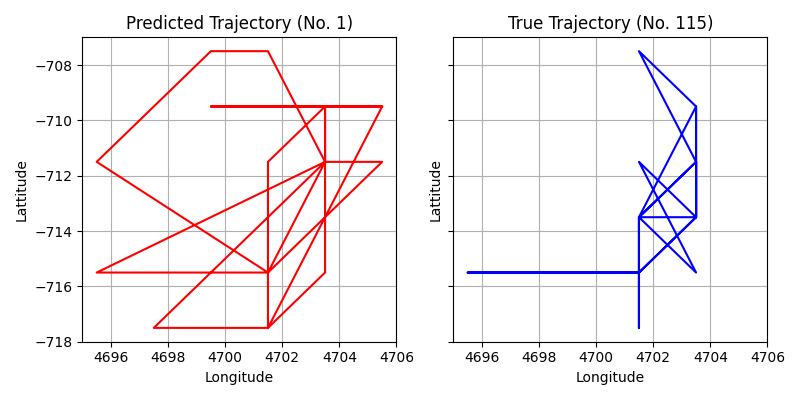 Predicted Trajectory (No. 1)
True Trajectory (No. 115)
Lattitude
−708
−710
−712
−714
−716
−718
4696 4698 4700 4702 4704 4706
Longitude
Lattitude
4696 4698 4700 4702 4704 4706
Longitude